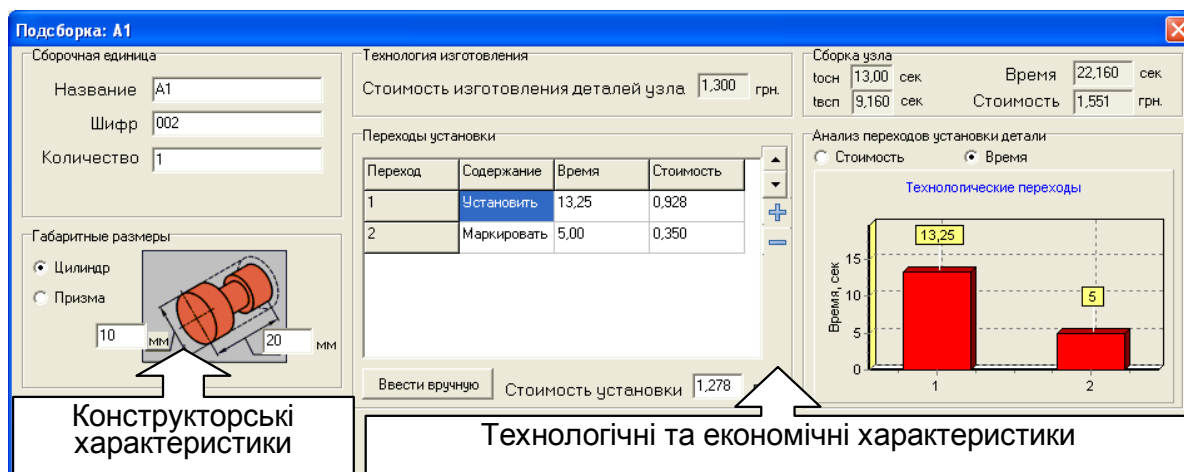 Подсборка: A1
Сборочная единица
Название A1
Шифр 002
Количество 1
Габаритные размеры
Цилиндр
Призма
10 мм 20 мм
Технология изготовления
Стоимость изготовления деталей узла 1,300 грн.
Переходы установки
Переход Содержание Время Стоимость
1 Установить 13,25 0,928
2 Маркировать 5,00 0,350
Ввести вручную Стоимость установки 1,278
Сборка узла
tосн 13,00 сек Время 22,160 сек
tвсп 9,160 сек Стоимость 1,551 грн.
Анализ переходов установки детали
Стоимость Время
Технологические переходы
Время, сек
15
10
5
0
13,25
5
1 2
Конструкторські
характеристики
Технологічні та економічні характеристики